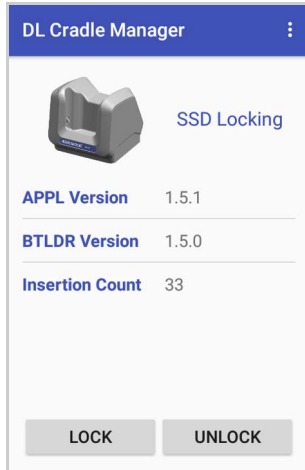 DL Cradle Manager
SSD Locking
APPL Version 1.5.1
BTLDR Version 1.5.0
Insertion Count 33
LOCK UNLOCK